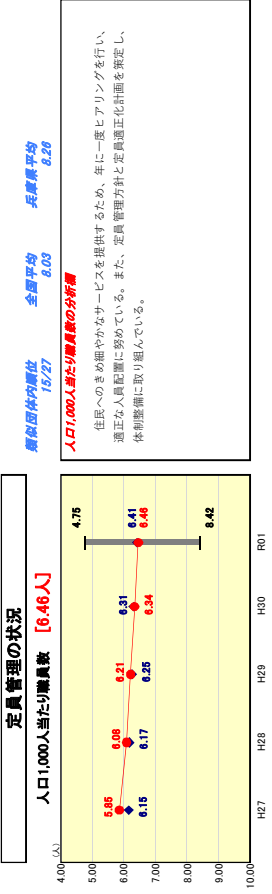 定員管理の状況
人口1,000人当たり職員数 [6.46人]
(人)
4.00
5.00
6.00
7.00
8.00
9.00
10.00
5.85
6.15
6.08
6.17
6.21
6.25
6.31
6.34
4.75
6.41
6.46
8.42
H27
H28
H29
H30
R01
類似団体内順位
15/27
全国平均
8.03
兵庫県平均
8.26
人口1,000人当たり職員数の分析欄
住民へのきめ細やかなサービスを提供するため、年に一度ヒアリングを行い、
適正な人員配置に努めている。また、定員管理方針と定員適正化計画を策定し、
体制整備に取り組んでいる。